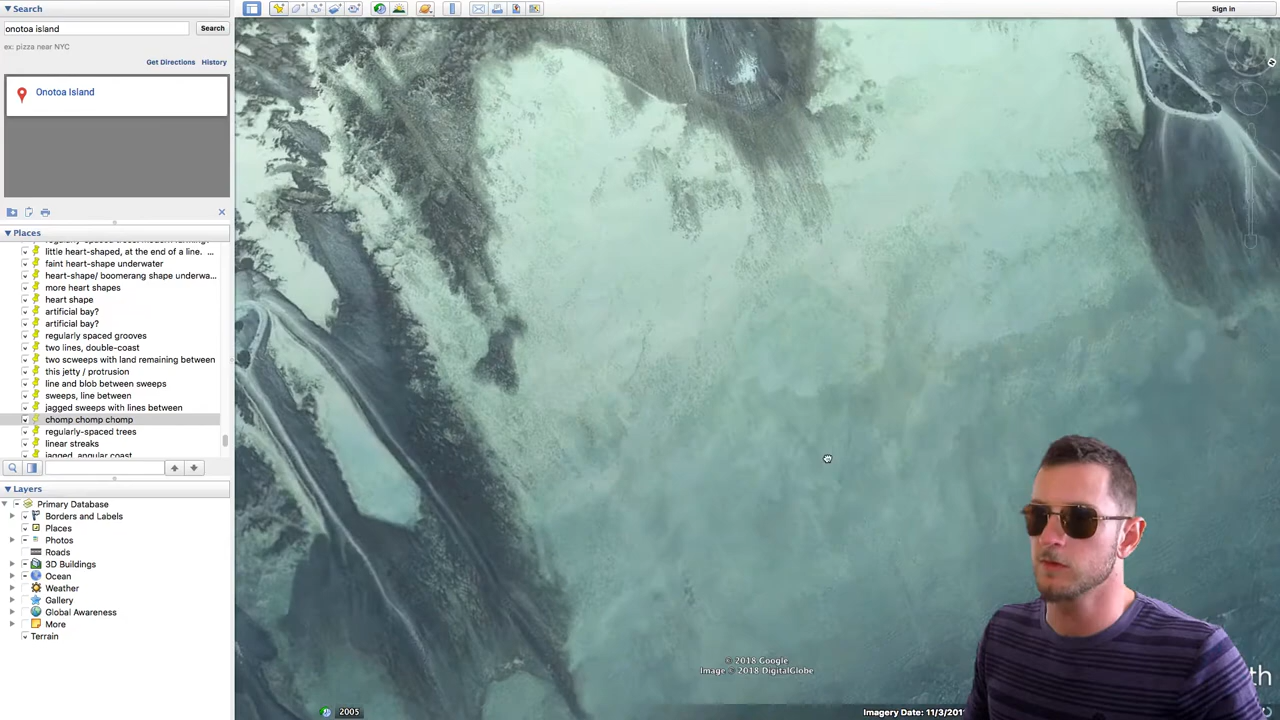 Search
Sign in
onotoa island
Search
ex: pizza near NYC
Get Directions
History
Onotoa Island
Places
little heart-shaped, at the end of a line. ...
faint heart-shape underwater
heart-shape/ boomerang shape underwa...
more heart shapes
heart shape
artificial bay?
artificial bay?
regularly spaced grooves
two lines, double-coast
two scweeps with land remaining between
this jetty / protrusion
line and blob between sweeps
sweeps, line between
jagged sweeps with lines between
chomp chomp chomp
regularly-spaced trees
linear streaks
jagged, angular coast
Layers
Primary Database
Borders and Labels
Places
Photos
Roads
3D Buildings
Ocean
Weather
Gallery
Global Awareness
More
Terrain
© 2018 Google
Image © 2018 DigitalGlobe
2005
Imagery Date: 11/3/201